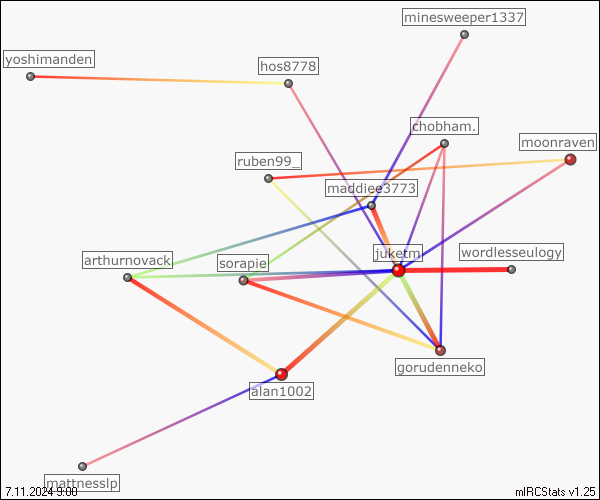 minesweeper1337
yoshimanden
hos8778
chobham.
moonraven
ruben99_
maddiee3773
arthurnovack
sorapie
juketm
wordlesseulogy
gorudenneko
alan1002
mattnesslp
7.11.2024 9:00
mIRCStats v1.25